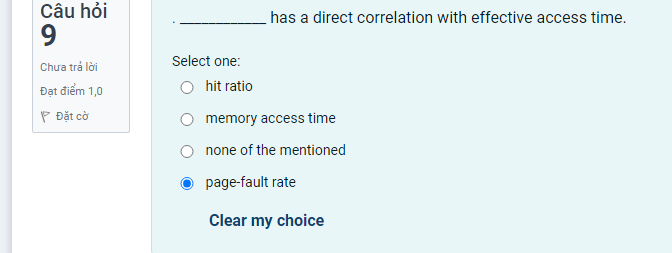 Câu hỏi
9
Chưa trả lời
Đạt điểm 1,0
Đặt cờ
. ____________ has a direct correlation with effective access time.
Select one:
hit ratio
memory access time
none of the mentioned
page-fault rate
Clear my choice